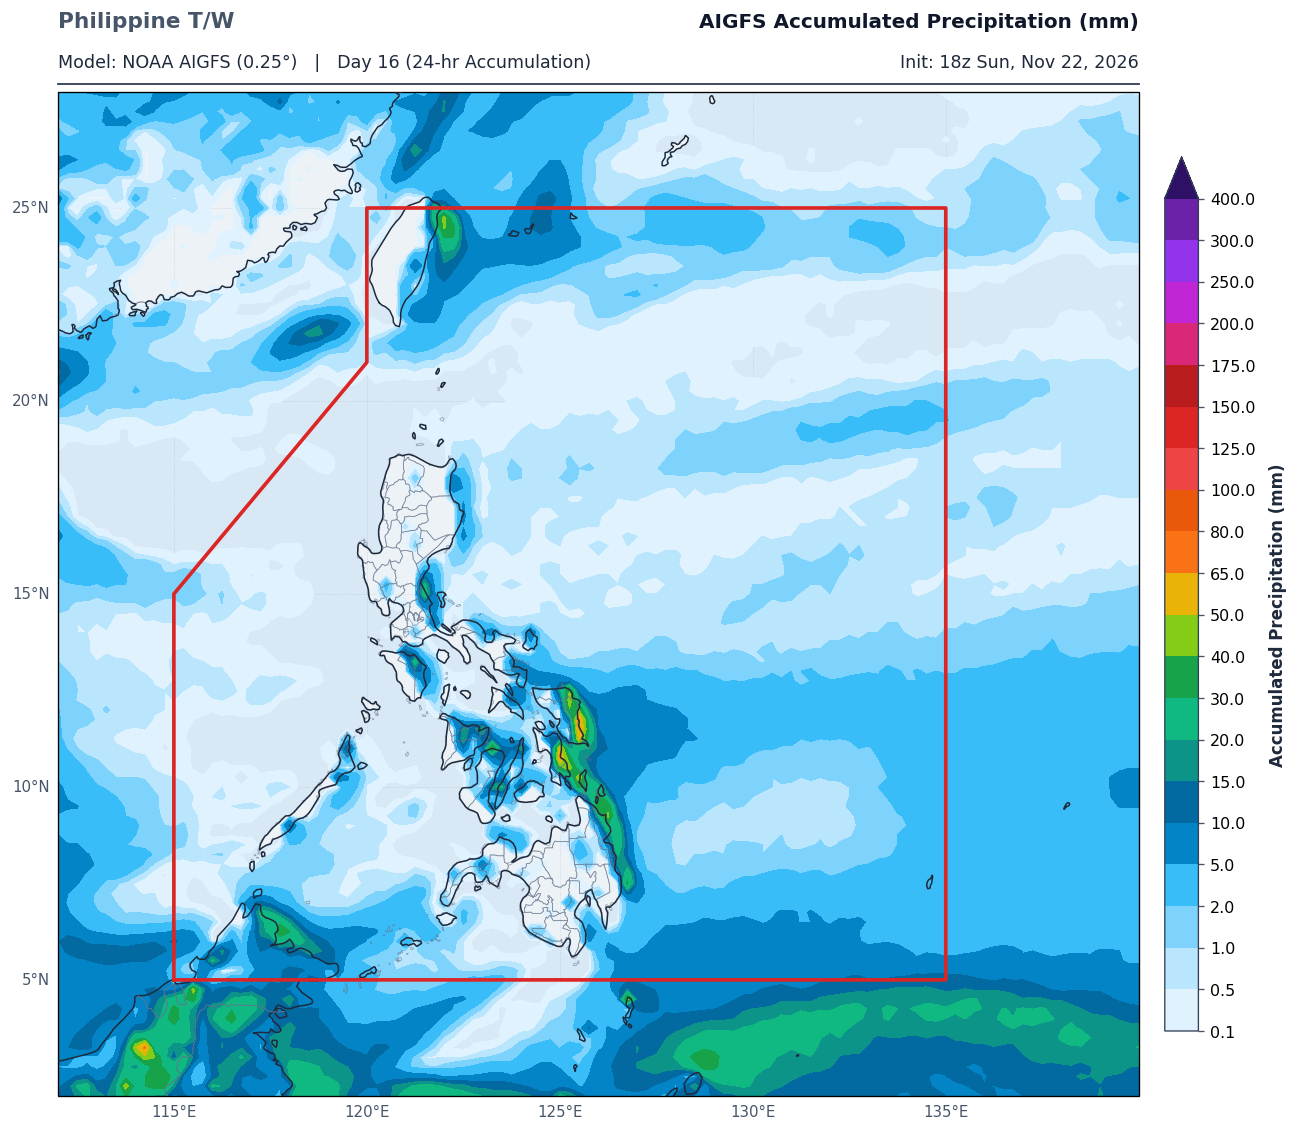 Philippine T/W
AIGFS Accumulated Precipitation (mm)
Model: NOAA AIGFS (0.25°) | Day 16 (24-hr Accumulation)
Init: 18z Sun, Nov 22, 2026
25°N
20°N
15°N
10°N
5°N
115°E
120°E
125°E
130°E
135°E
400.0
300.0
250.0
200.0
175.0
150.0
125.0
100.0
80.0
65.0
50.0
40.0
30.0
20.0
15.0
10.0
5.0
2.0
1.0
0.5
0.1
Accumulated Precipitation (mm)